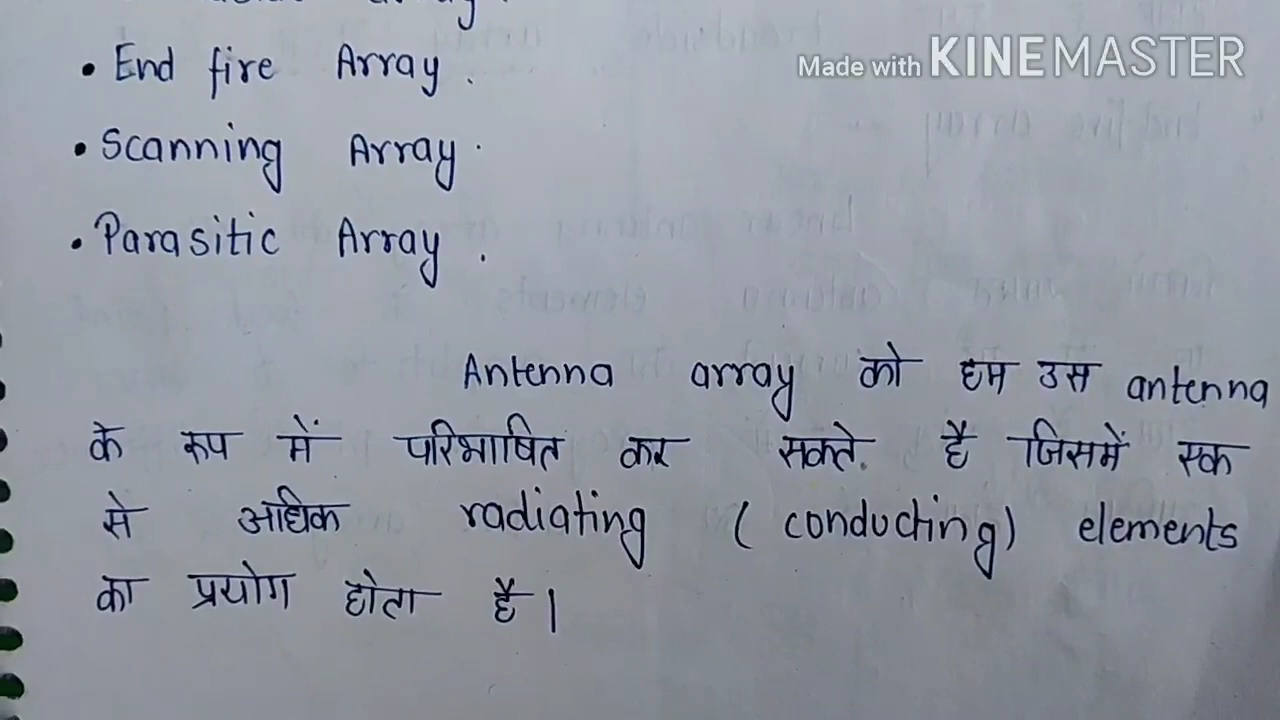 array.
• End fire Array.
Made with KINEMASTER
• Scanning Array.
• Parasitic Array.
Antenna array को हम उस antenna
के रूप में परिभाषित कर सकते है जिसमें एक
से अधिक radiating (conducting) elements
का प्रयोग होता है।